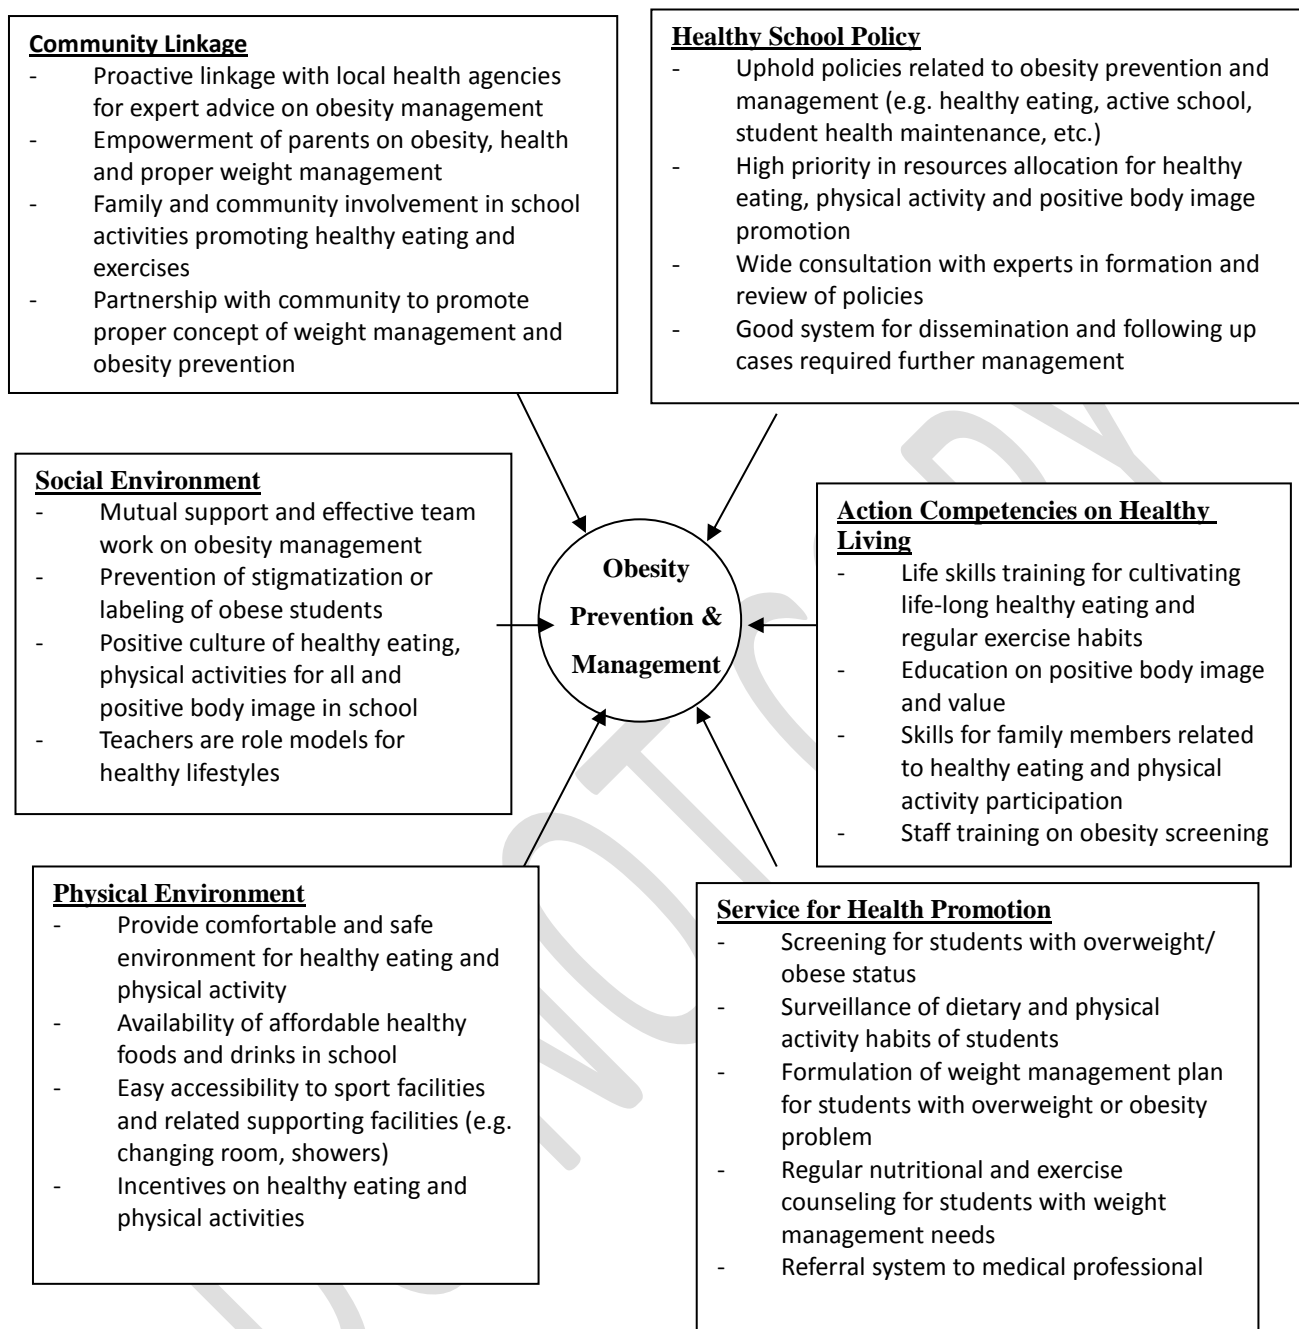 Community Linkage
- Proactive linkage with local health agencies
for expert advice on obesity management
- Empowerment of parents on obesity, health
and proper weight management
- Family and community involvement in school
activities promoting healthy eating and
exercises
- Partnership with community to promote
proper concept of weight management and
obesity prevention
Healthy School Policy
- Uphold policies related to obesity prevention and
management (e.g. healthy eating, active school,
student health maintenance, etc.)
- High priority in resources allocation for healthy
eating, physical activity and positive body image
promotion
- Wide consultation with experts in formation and
review of policies
- Good system for dissemination and following up
cases required further management
Social Environment
- Mutual support and effective team
work on obesity management
- Prevention of stigmatization or
labeling of obese students
- Positive culture of healthy eating,
physical activities for all and
positive body image in school
- Teachers are role models for
healthy lifestyles
Obesity
Prevention &
Management
Action Competencies on Healthy
Living
- Life skills training for cultivating
life-long healthy eating and
regular exercise habits
- Education on positive body image
and value
- Skills for family members related
to healthy eating and physical
activity participation
- Staff training on obesity screening
Physical Environment
- Provide comfortable and safe
environment for healthy eating and
physical activity
- Availability of affordable healthy
foods and drinks in school
- Easy accessibility to sport facilities
and related supporting facilities (e.g.
changing room, showers)
- Incentives on healthy eating and
physical activities
Service for Health Promotion
- Screening for students with overweight/
obese status
- Surveillance of dietary and physical
activity habits of students
- Formulation of weight management plan
for students with overweight or obesity
problem
- Regular nutritional and exercise
counseling for students with weight
management needs
- Referral system to medical professional